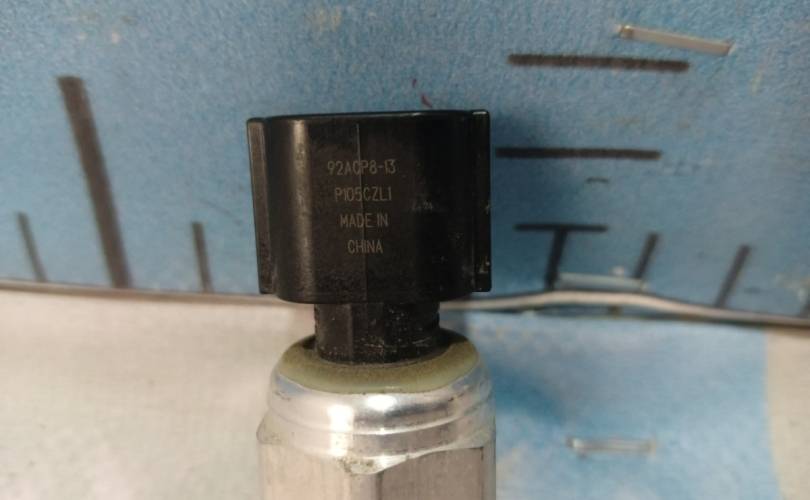 92ACP8-13
P105CZL1
MADE IN
CHINA